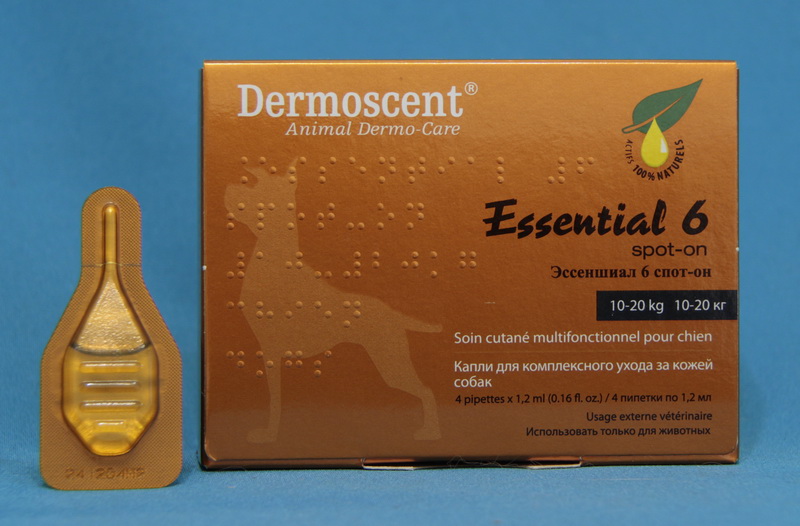 Dermoscent®
Animal Dermo-Care
ACTIFS 100% NATURELS
Essential 6
spot-on
Эссеншиал 6 спот-он
10-20 kg 10-20 кг
Soin cutané multifonctionnel pour chien
Капли для комплексного ухода за кожей
собак
4 pipettes x 1,2 ml (0.16 fl. oz.) / 4 пипетки по 1,2 мл
Usage externe vétérinaire
Использовать только для животных